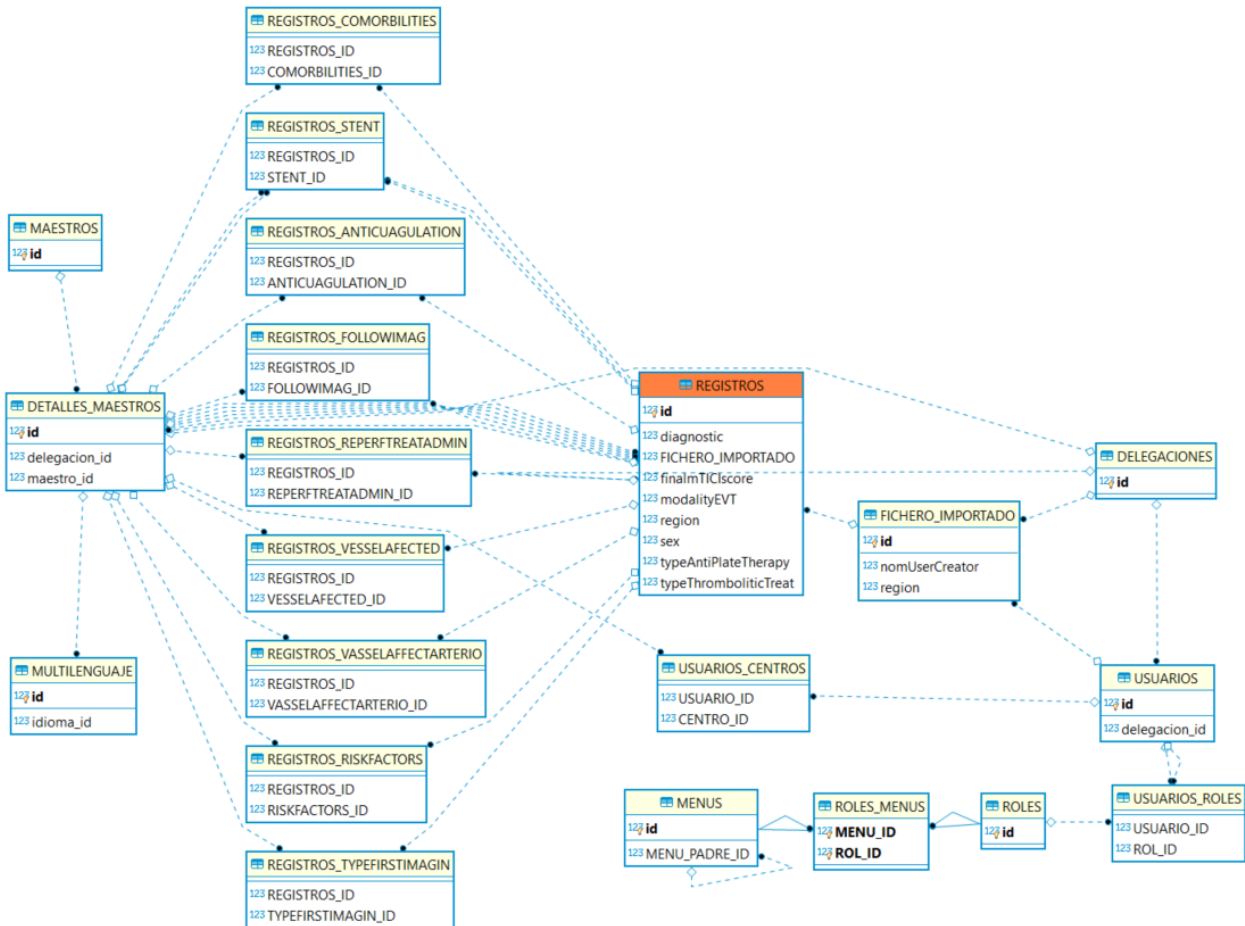 REGISTROS_COMORBILITIES
123 REGISTROS_ID
123 COMORBILITIES_ID
REGISTROS_STENT
123 REGISTROS_ID
123 STENT_ID
MAESTROS
123 id
REGISTROS_ANTICUAGULATION
123 REGISTROS_ID
123 ANTICUAGULATION_ID
REGISTROS_FOLLOWIMAG
123 REGISTROS_ID
123 FOLLOWIMAG_ID
DETALLES_MAESTROS
123 id
123 delegacion_id
123 maestro_id
REGISTROS_REPERFTREATADMIN
123 REGISTROS_ID
123 REPERFTREATADMIN_ID
REGISTROS
123 id
123 diagnostic
123 FICHERO_IMPORTADO
123 finalmTICIscore
123 modalityEVT
123 region
123 sex
123 typeAntiPlateTherapy
123 typeThromboliticTreat
DELEGACIONES
123 id
FICHERO_IMPORTADO
123 id
123 nomUserCreator
123 region
REGISTROS_VESSELAFECTED
123 REGISTROS_ID
123 VESSELAFECTED_ID
REGISTROS_VASSELAFFECTARTERIO
123 REGISTROS_ID
123 VASSELAFFECTARTERIO_ID
MULTILENGUAJE
123 id
123 idioma_id
USUARIOS_CENTROS
123 USUARIO_ID
123 CENTRO_ID
USUARIOS
123 id
123 delegacion_id
REGISTROS_RISKFACTORS
123 REGISTROS_ID
123 RISKFACTORS_ID
MENUS
123 id
123 MENU_PADRE_ID
ROLES_MENUS
123 MENU_ID
123 ROL_ID
ROLES
123 id
USUARIOS_ROLES
123 USUARIO_ID
123 ROL_ID
REGISTROS_TYPEFIRSTIMAGIN
123 REGISTROS_ID
123 TYPEFIRSTIMAGIN_ID